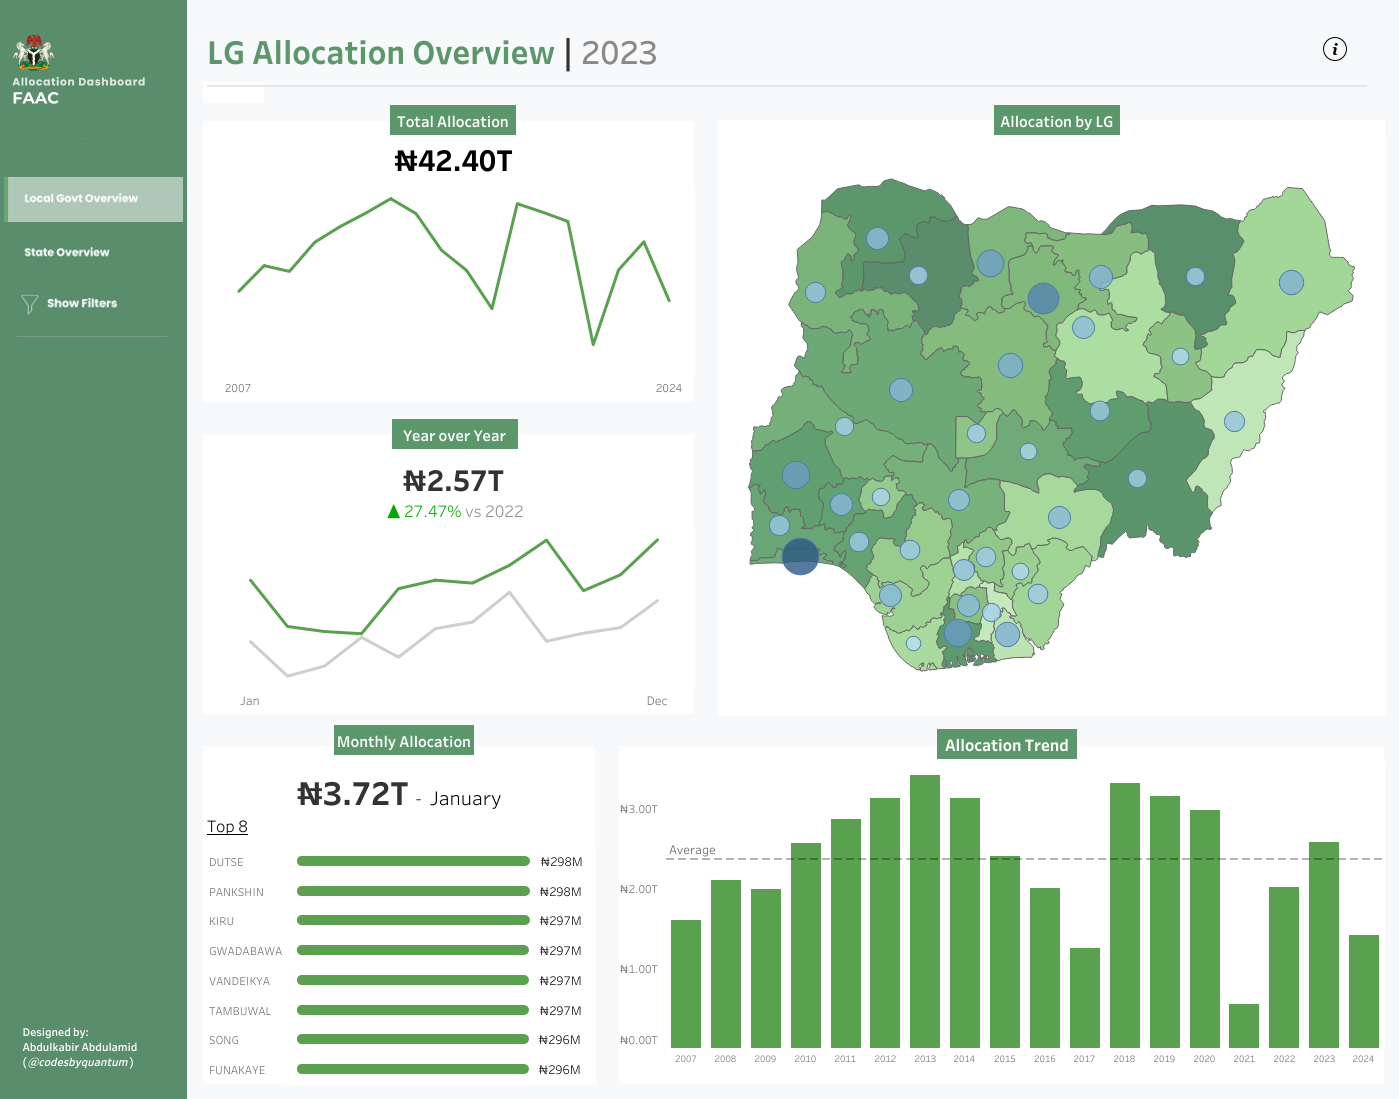 Allocation Dashboard
FAAC
Local Govt Overview
State Overview
Show Filters
Designed by:
Abdulkabir Abdulamid
(@codesbyquantum)
LG Allocation Overview | 2023
i
Total Allocation
₦42.40T
2007
2024
Year over Year
₦2.57T
▲ 27.47% vs 2022
Jan
Dec
Allocation by LG
Monthly Allocation
₦3.72T - January
Top 8
DUTSE ₦298M
PANKSHIN ₦298M
KIRU ₦297M
GWADABAWA ₦297M
VANDEIKYA ₦297M
TAMBUWAL ₦297M
SONG ₦296M
FUNAKAYE ₦296M
Allocation Trend
₦3.00T
Average
₦2.00T
₦1.00T
₦0.00T
2007 2008 2009 2010 2011 2012 2013 2014 2015 2016 2017 2018 2019 2020 2021 2022 2023 2024